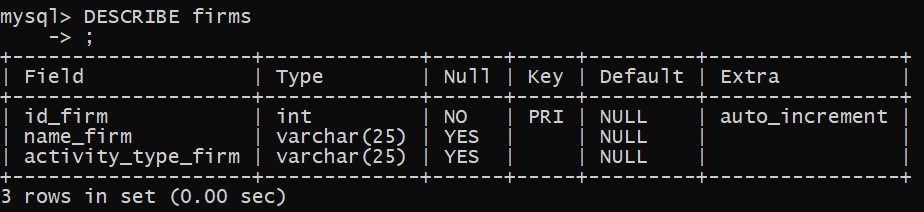 mysql> DESCRIBE firms
    -> ;
+--------------------+-------------+------+-----+---------+----------------+
| Field              | Type        | Null | Key | Default | Extra          |
+--------------------+-------------+------+-----+---------+----------------+
| id_firm            | int         | NO   | PRI | NULL    | auto_increment |
| name_firm          | varchar(25) | YES  |     | NULL    |                |
| activity_type_firm | varchar(25) | YES  |     | NULL    |                |
+--------------------+-------------+------+-----+---------+----------------+
3 rows in set (0.00 sec)